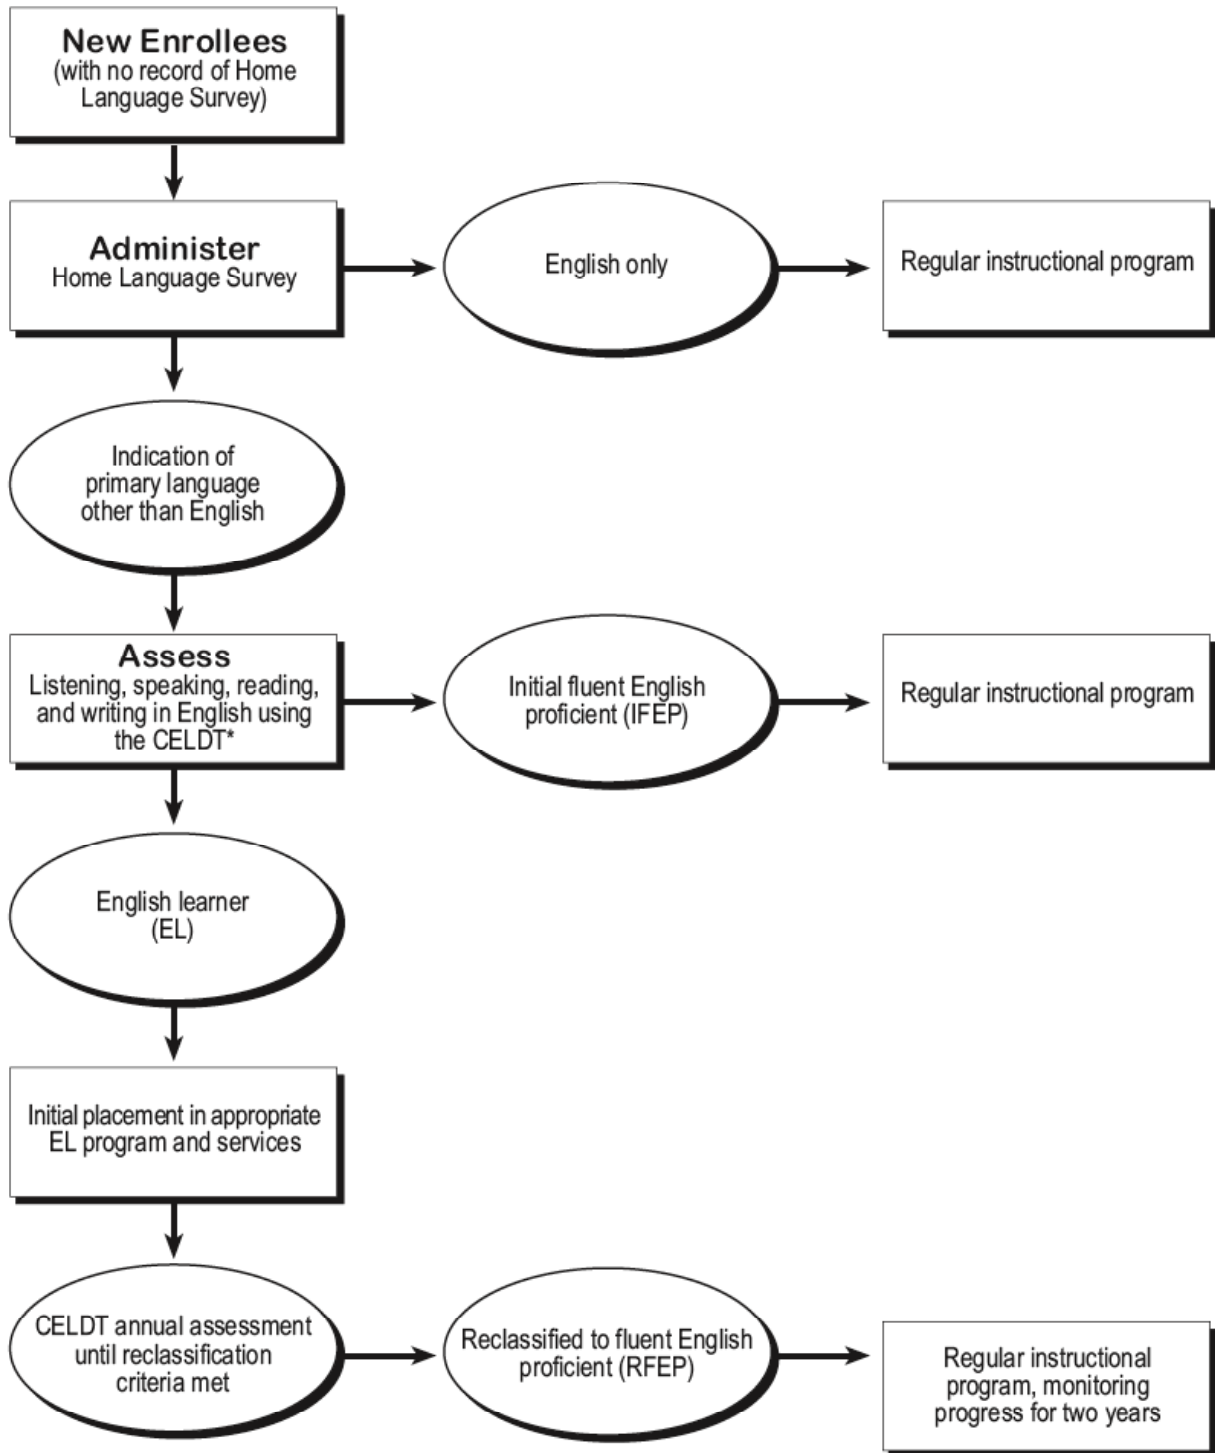 New Enrollees
(with no record of Home
Language Survey)
Administer
Home Language Survey
English only
Regular instructional program
Indication of
primary language
other than English
Assess
Listening, speaking, reading,
and writing in English using
the CELDT*
Initial fluent English
proficient (IFEP)
Regular instructional program
English learner
(EL)
Initial placement in appropriate
EL program and services
CELDT annual assessment
until reclassification
criteria met
Reclassified to fluent English
proficient (RFEP)
Regular instructional
program, monitoring
progress for two years